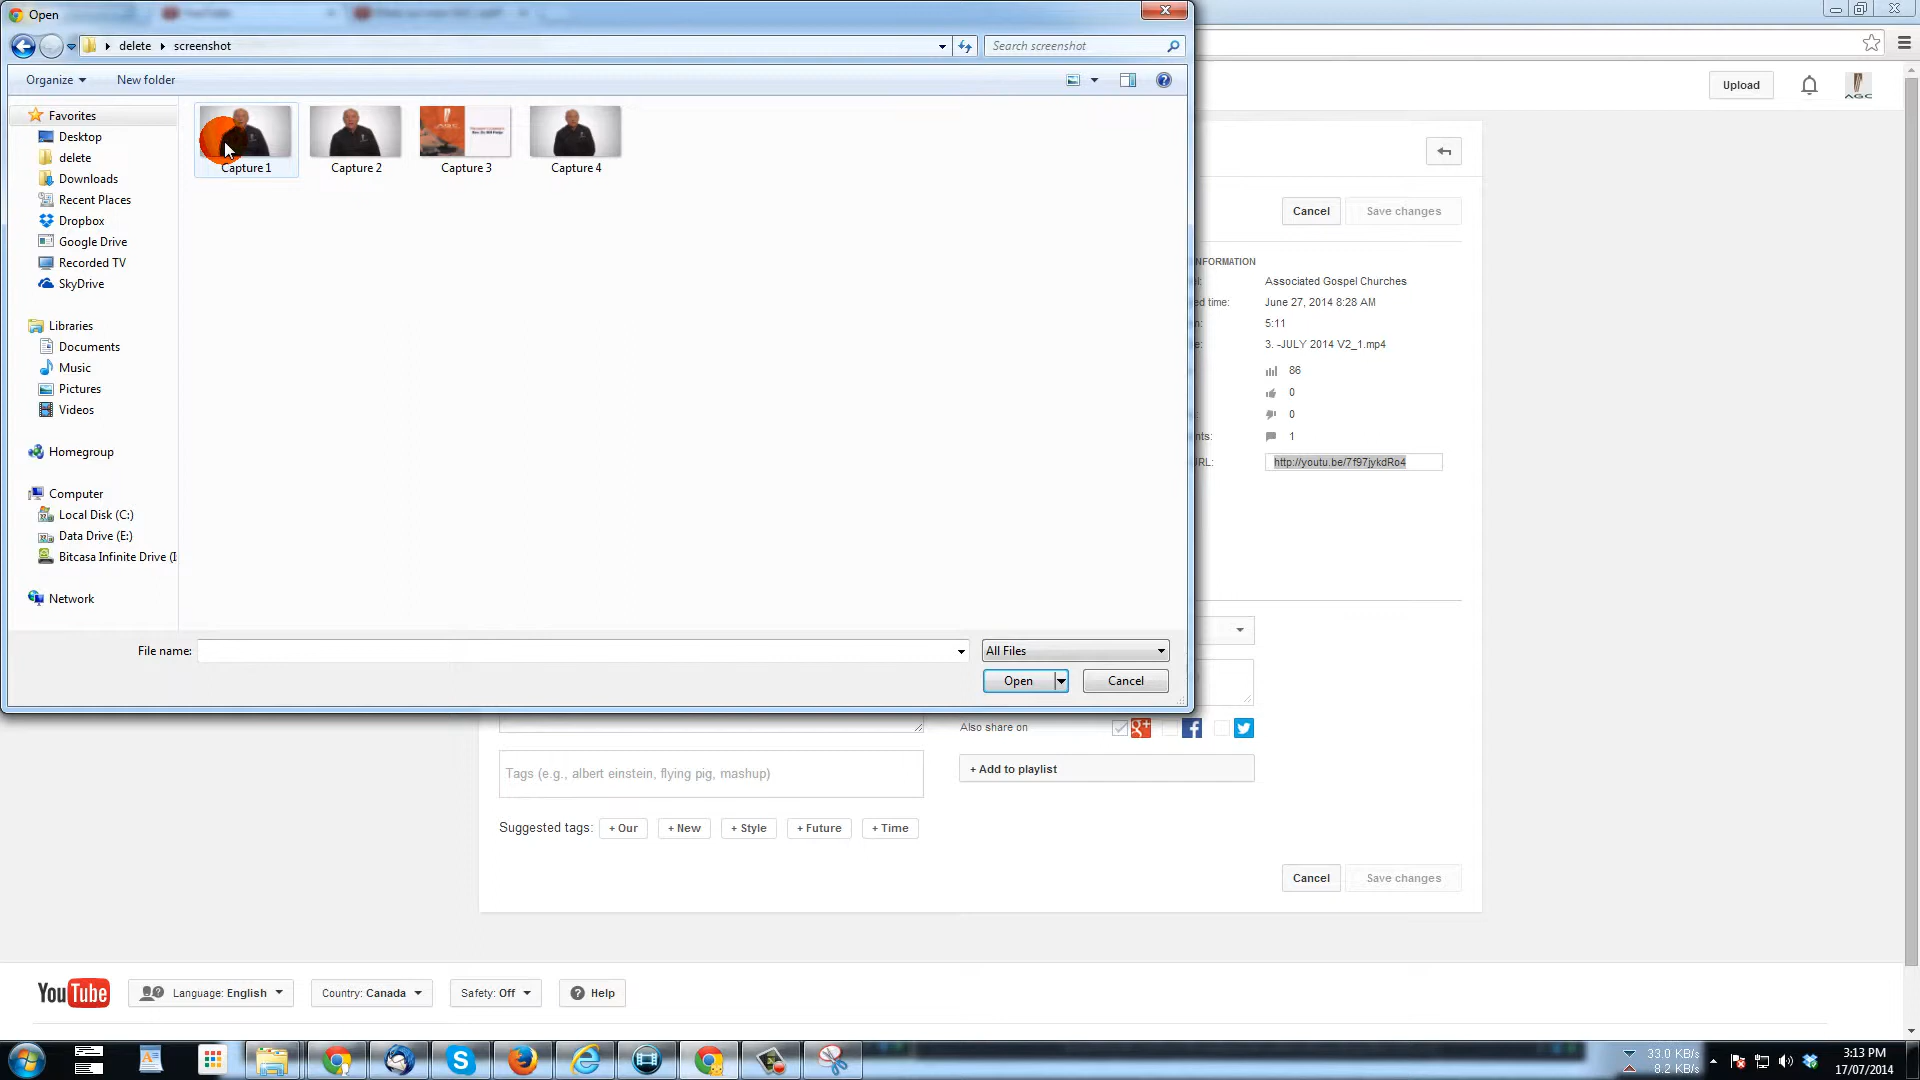 Open
delete
screenshot
Search screenshot
Organize
New folder
Upload
AGC
Favorites
Desktop
delete
Downloads
Recent Places
Dropbox
Google Drive
Recorded TV
SkyDrive
Libraries
Documents
Music
Pictures
Videos
Homegroup
Computer
Local Disk (C:)
Data Drive (E:)
Bitcasa Infinite Drive (I
Network
Capture 1
Capture 2
Capture 3
Capture 4
File name:
All Files
Open
Cancel
Cancel
Save changes
NFORMATION
Associated Gospel Churches
ed time:
June 27, 2014 8:28 AM
n:
5:11
e:
3. -JULY 2014 V2_1.mp4
86
0
0
nts:
1
RL:
http://youtu.be/7f97jykdRo4
Also share on
+ Add to playlist
Tags (e.g., albert einstein, flying pig, mashup)
Suggested tags:
+ Our
+ New
+ Style
+ Future
+ Time
Cancel
Save changes
YouTube
Language: English
Country: Canada
Safety: Off
Help
33.0 KB/s
8.2 KB/s
3:13 PM
17/07/2014